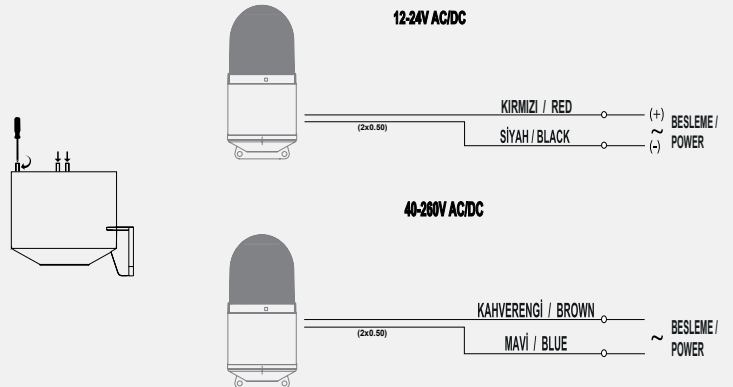 12-24V AC/DC
KIRMIZI / RED
(2x0.50)
SİYAH / BLACK
(+)
~
(-)
BESLEME /
POWER
40-260V AC/DC
KAHVERENGİ / BROWN
(2x0.50)
MAVİ / BLUE
~
BESLEME /
POWER